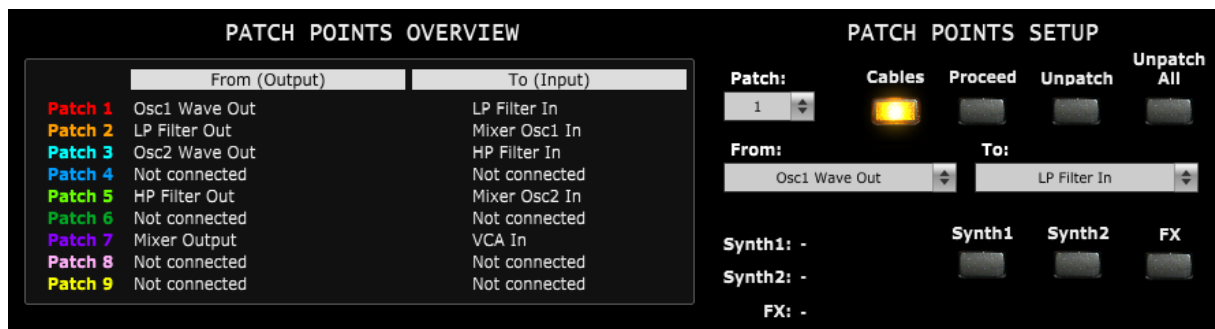 PATCH POINTS OVERVIEW
From (Output) To (Input)
Patch 1 Osc1 Wave Out LP Filter In
Patch 2 LP Filter Out Mixer Osc1 In
Patch 3 Osc2 Wave Out HP Filter In
Patch 4 Not connected Not connected
Patch 5 HP Filter Out Mixer Osc2 In
Patch 6 Not connected Not connected
Patch 7 Mixer Output VCA In
Patch 8 Not connected Not connected
Patch 9 Not connected Not connected
PATCH POINTS SETUP
Patch: Cables Proceed Unpatch Unpatch All
1
From: To:
Osc1 Wave Out LP Filter In
Synth1: - Synth1 Synth2 FX
Synth2: -
FX: -